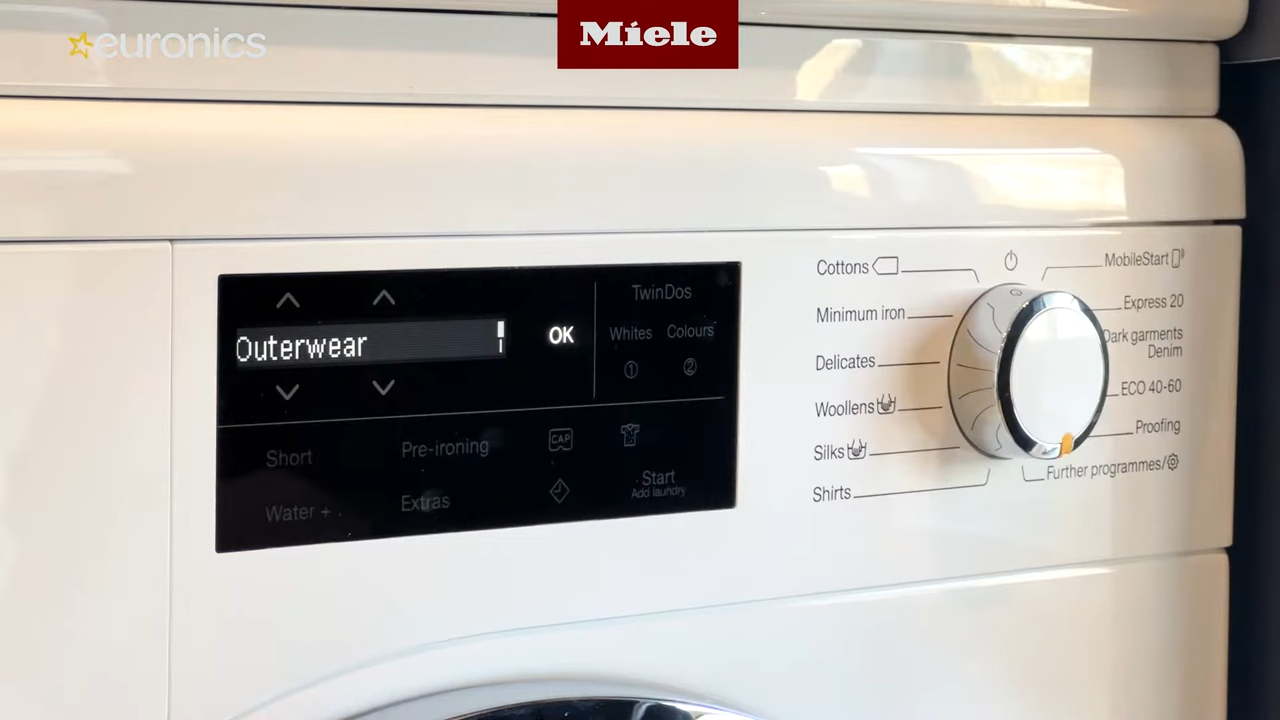 euronics
Miele
Outerwear
OK
TwinDos
Whites Colours
1 2
Short
Pre-ironing
CAP
Water +
Extras
Start
Add laundry
Cottons
Minimum iron
Delicates
Woollens
Silks
Shirts
MobileStart
Express 20
Dark garments
Denim
ECO 40-60
Proofing
Further programmes/